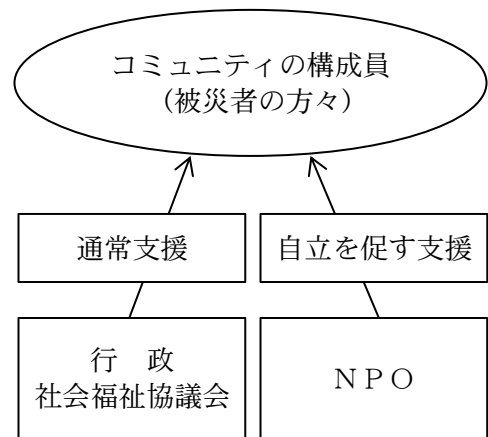 コミュニティの構成員
（被災者の方々）
通常支援
自立を促す支援
行　政
社会福祉協議会
ＮＰＯ